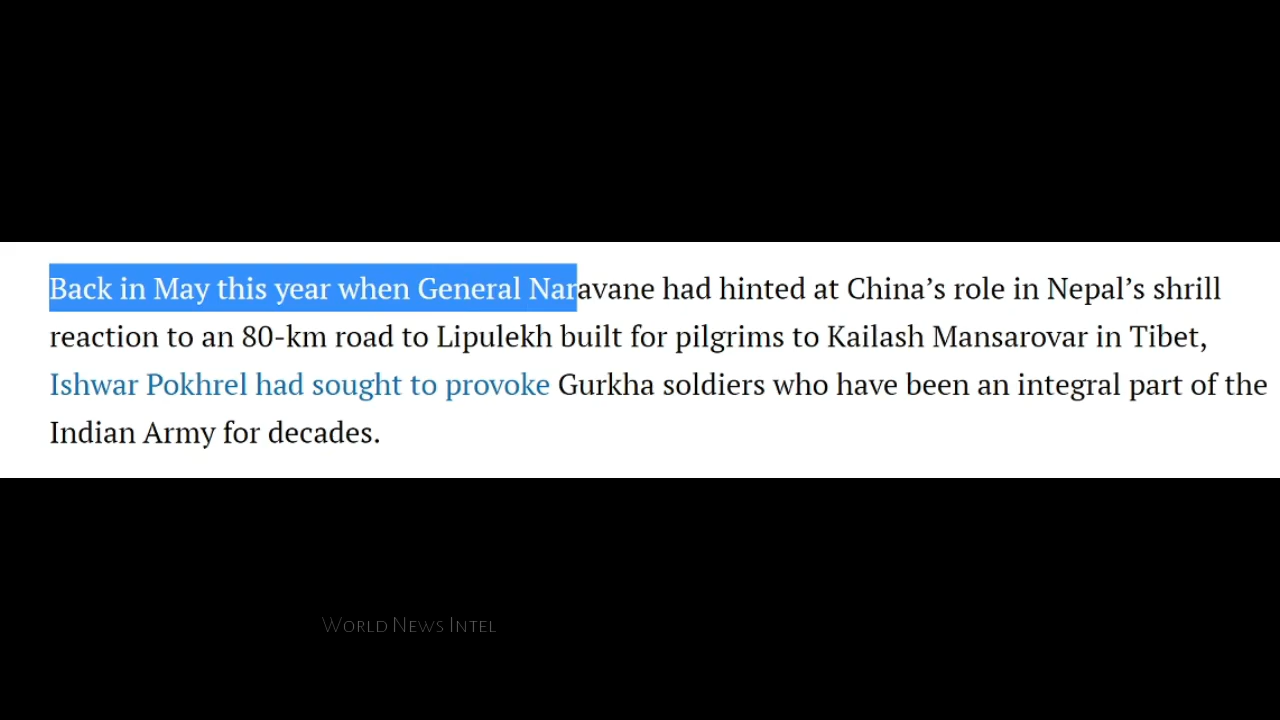 Back in May this year when General Naravane had hinted at China’s role in Nepal’s shrill
reaction to an 80-km road to Lipulekh built for pilgrims to Kailash Mansarovar in Tibet,
Ishwar Pokhrel had sought to provoke Gurkha soldiers who have been an integral part of the
Indian Army for decades.
World News Intel